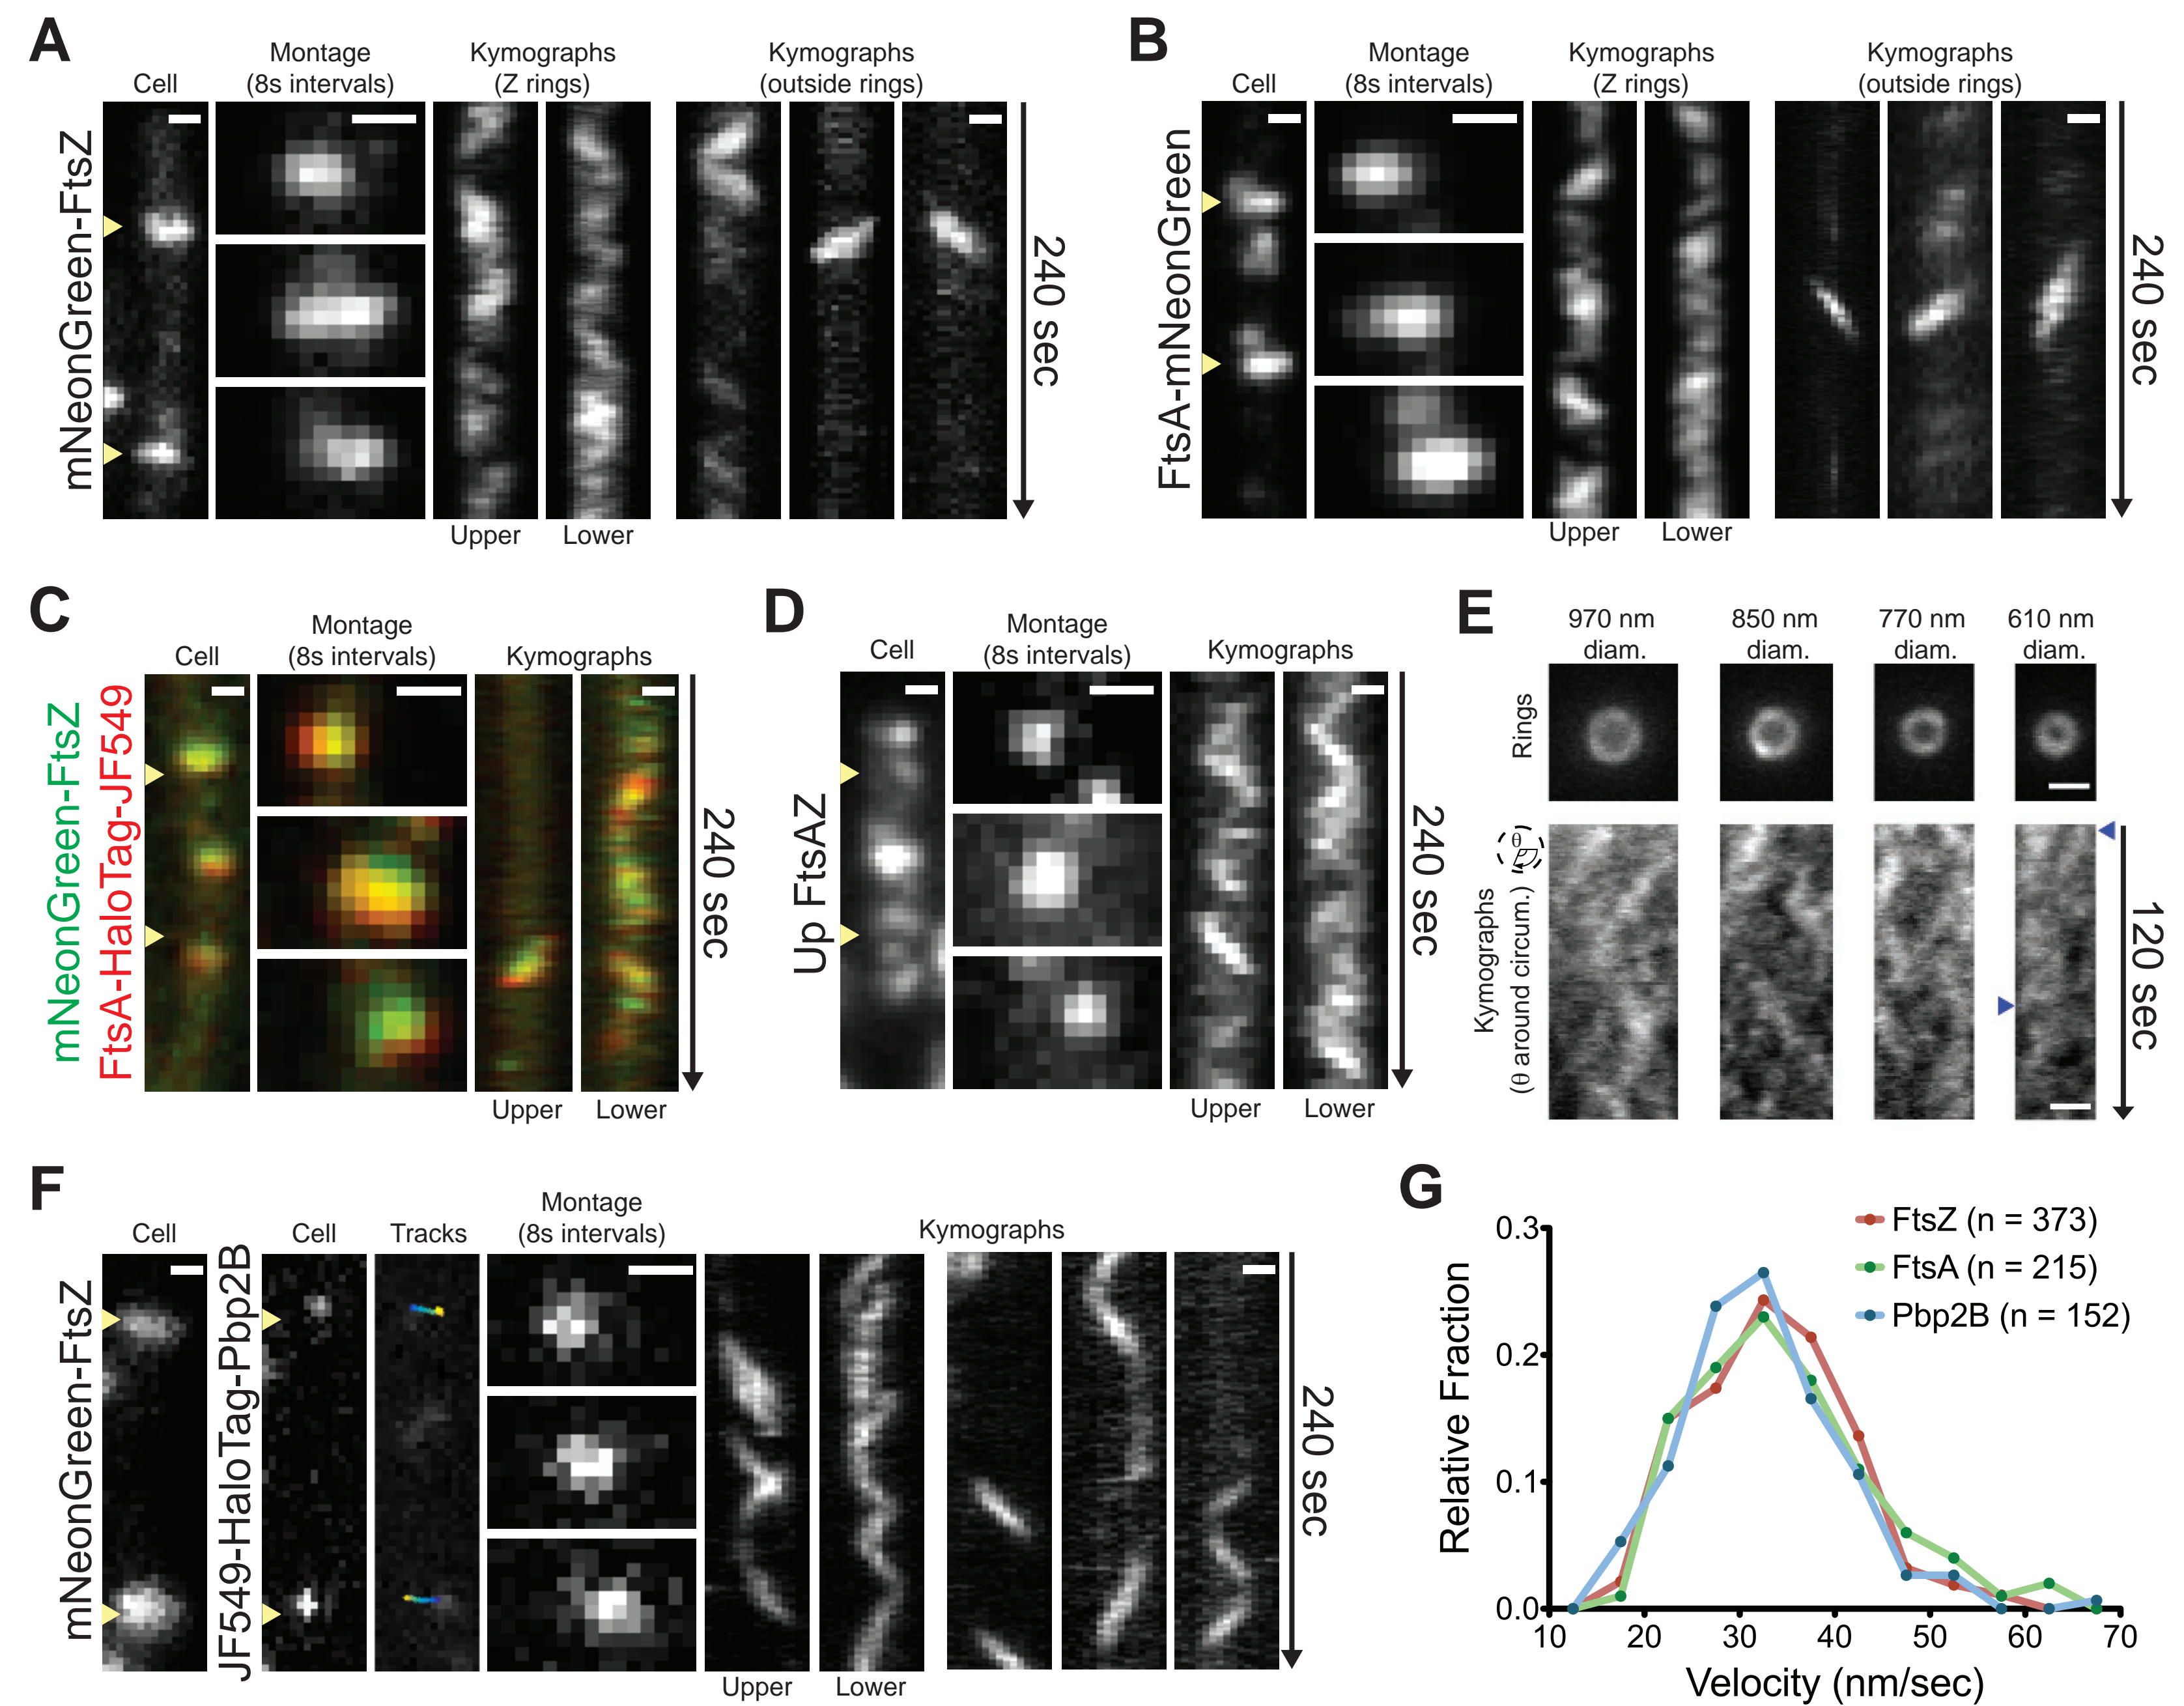 A
Cell
Montage
(8s intervals)
Kymographs
(Z rings)
Kymographs
(outside rings)
mNeonGreen-FtsZ
Upper
Lower
240 sec
B
Cell
Montage
(8s intervals)
Kymographs
(Z rings)
Kymographs
(outside rings)
FtsA-mNeonGreen
Upper
Lower
240 sec
C
Cell
Montage
(8s intervals)
Kymographs
mNeonGreen-FtsZ
FtsA-HaloTag-JF549
Upper
Lower
240 sec
D
Cell
Montage
(8s intervals)
Kymographs
Up FtsAZ
Upper
Lower
240 sec
E
970 nm
diam.
850 nm
diam.
770 nm
diam.
610 nm
diam.
Rings
θ
Kymographs
(θ around circum.)
120 sec
F
Cell
Cell
Tracks
Montage
(8s intervals)
Kymographs
mNeonGreen-FtsZ
JF549-HaloTag-Pbp2B
Upper
Lower
240 sec
G
FtsZ (n = 373)
FtsA (n = 215)
Pbp2B (n = 152)
Relative Fraction
0.3
0.2
0.1
0.0
10 20 30 40 50 60 70
Velocity (nm/sec)